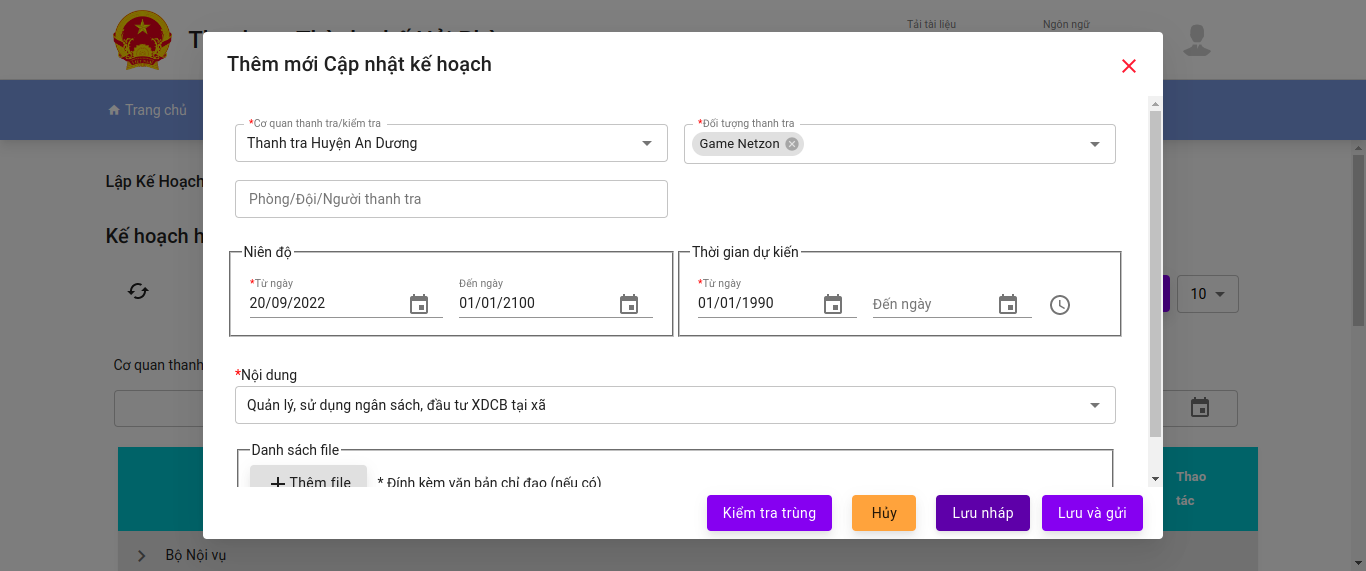 Tải tài liệu
Ngôn ngữ
Thêm mới Cập nhật kế hoạch
Trang chủ
*Cơ quan thanh tra/kiểm tra
*Đối tượng thanh tra
Thanh tra Huyện An Dương
Game Netzon
Lập Kế Hoạch
Phòng/Đội/Người thanh tra
Kế hoạch
Niên độ
Thời gian dự kiến
*Từ ngày
Đến ngày
*Từ ngày
20/09/2022
01/01/2100
01/01/1990
Đến ngày
10
Cơ quan thanh
*Nội dung
Quản lý, sử dụng ngân sách, đầu tư XDCB tại xã
Danh sách file
Thêm file
* Đính kèm văn bản chỉ đạo (nếu có)
Thao
tác
Kiểm tra trùng
Hủy
Lưu nháp
Lưu và gửi
Bộ Nội vụ